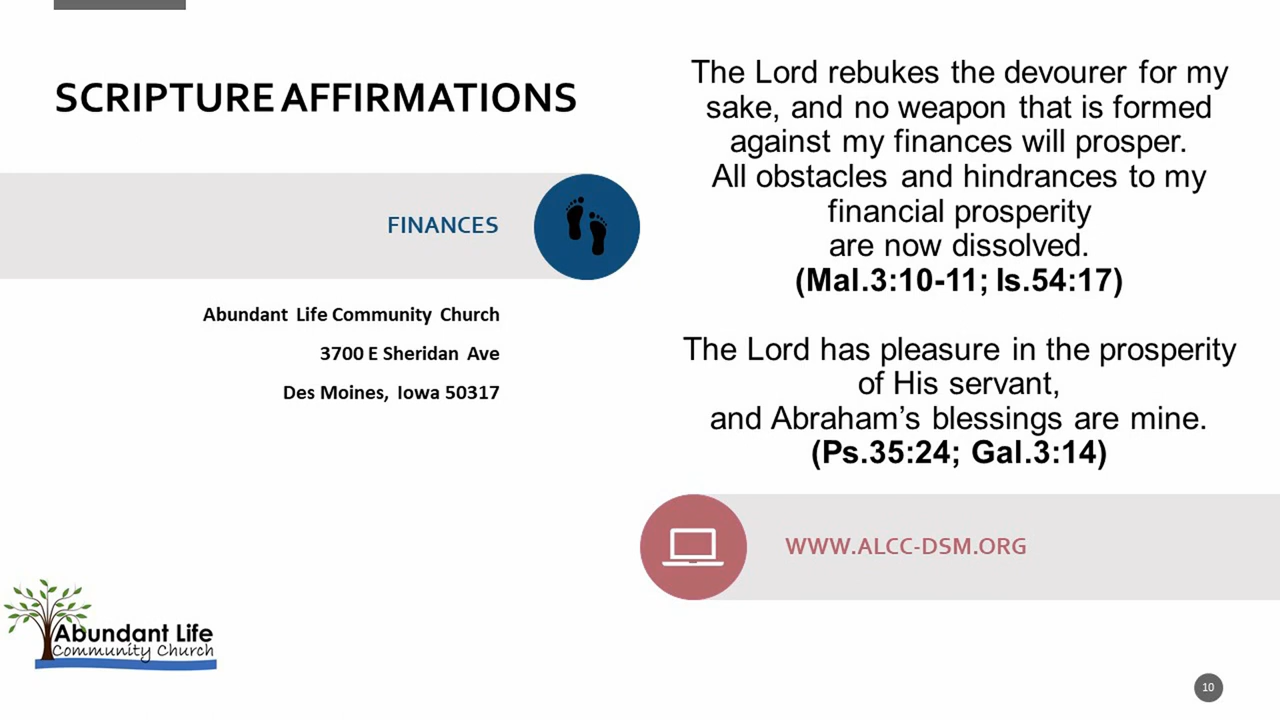 SCRIPTURE AFFIRMATIONS
FINANCES
Abundant Life Community Church
3700 E Sheridan Ave
Des Moines, Iowa 50317
The Lord rebukes the devourer for my
sake, and no weapon that is formed
against my finances will prosper.
All obstacles and hindrances to my
financial prosperity
are now dissolved.
(Mal.3:10-11; Is.54:17)
The Lord has pleasure in the prosperity
of His servant,
and Abraham’s blessings are mine.
(Ps.35:24; Gal.3:14)
WWW.ALCC-DSM.ORG
Abundant Life
Community Church
10